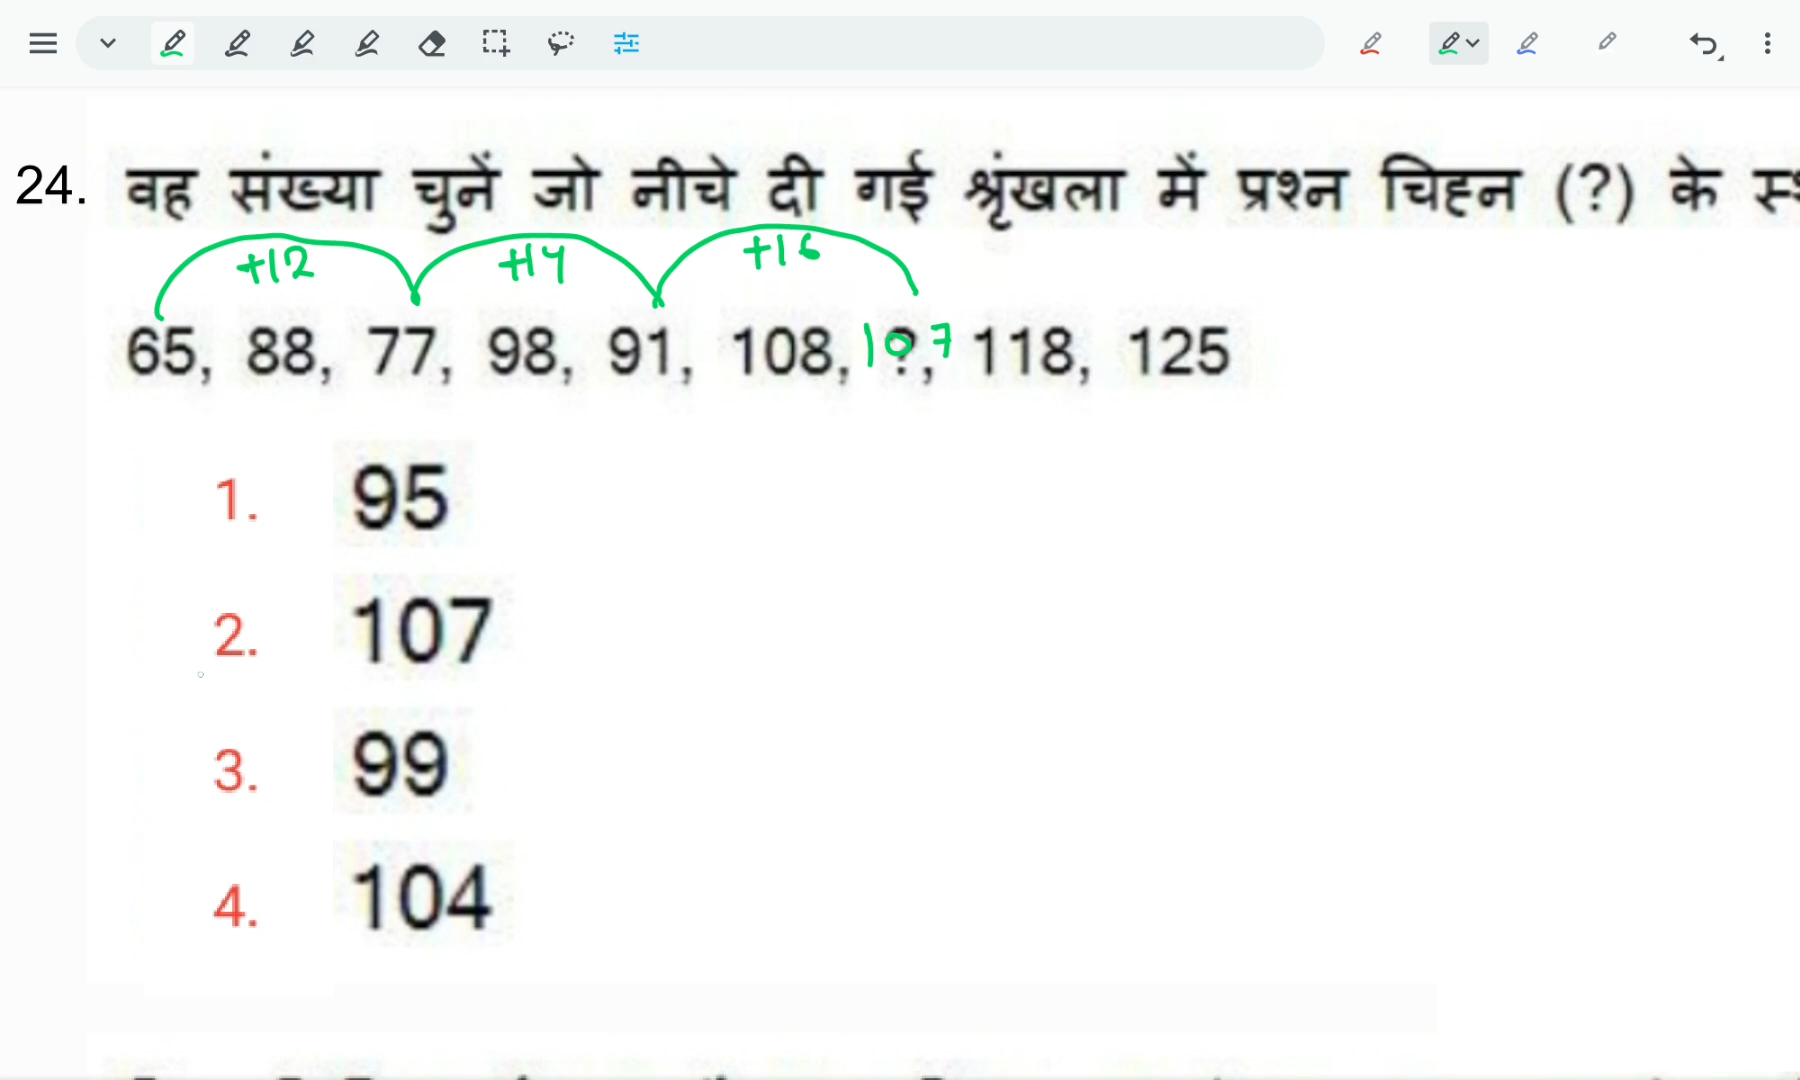 24. वह संख्या चुनें जो नीचे दी गई श्रृंखला में प्रश्न चिह्न (?) के
+12 +14 +16
65, 88, 77, 98, 91, 108, ?, 118, 125
107
1. 95
2. 107
3. 99
4. 104